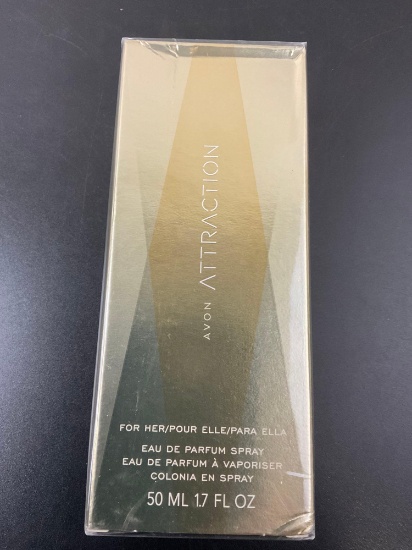 AVON ATTRACTION
FOR HER/POUR ELLE/PARA ELLA
EAU DE PARFUM SPRAY
EAU DE PARFUM À VAPORISER
COLONIA EN SPRAY
50 ML 1.7 FL OZ